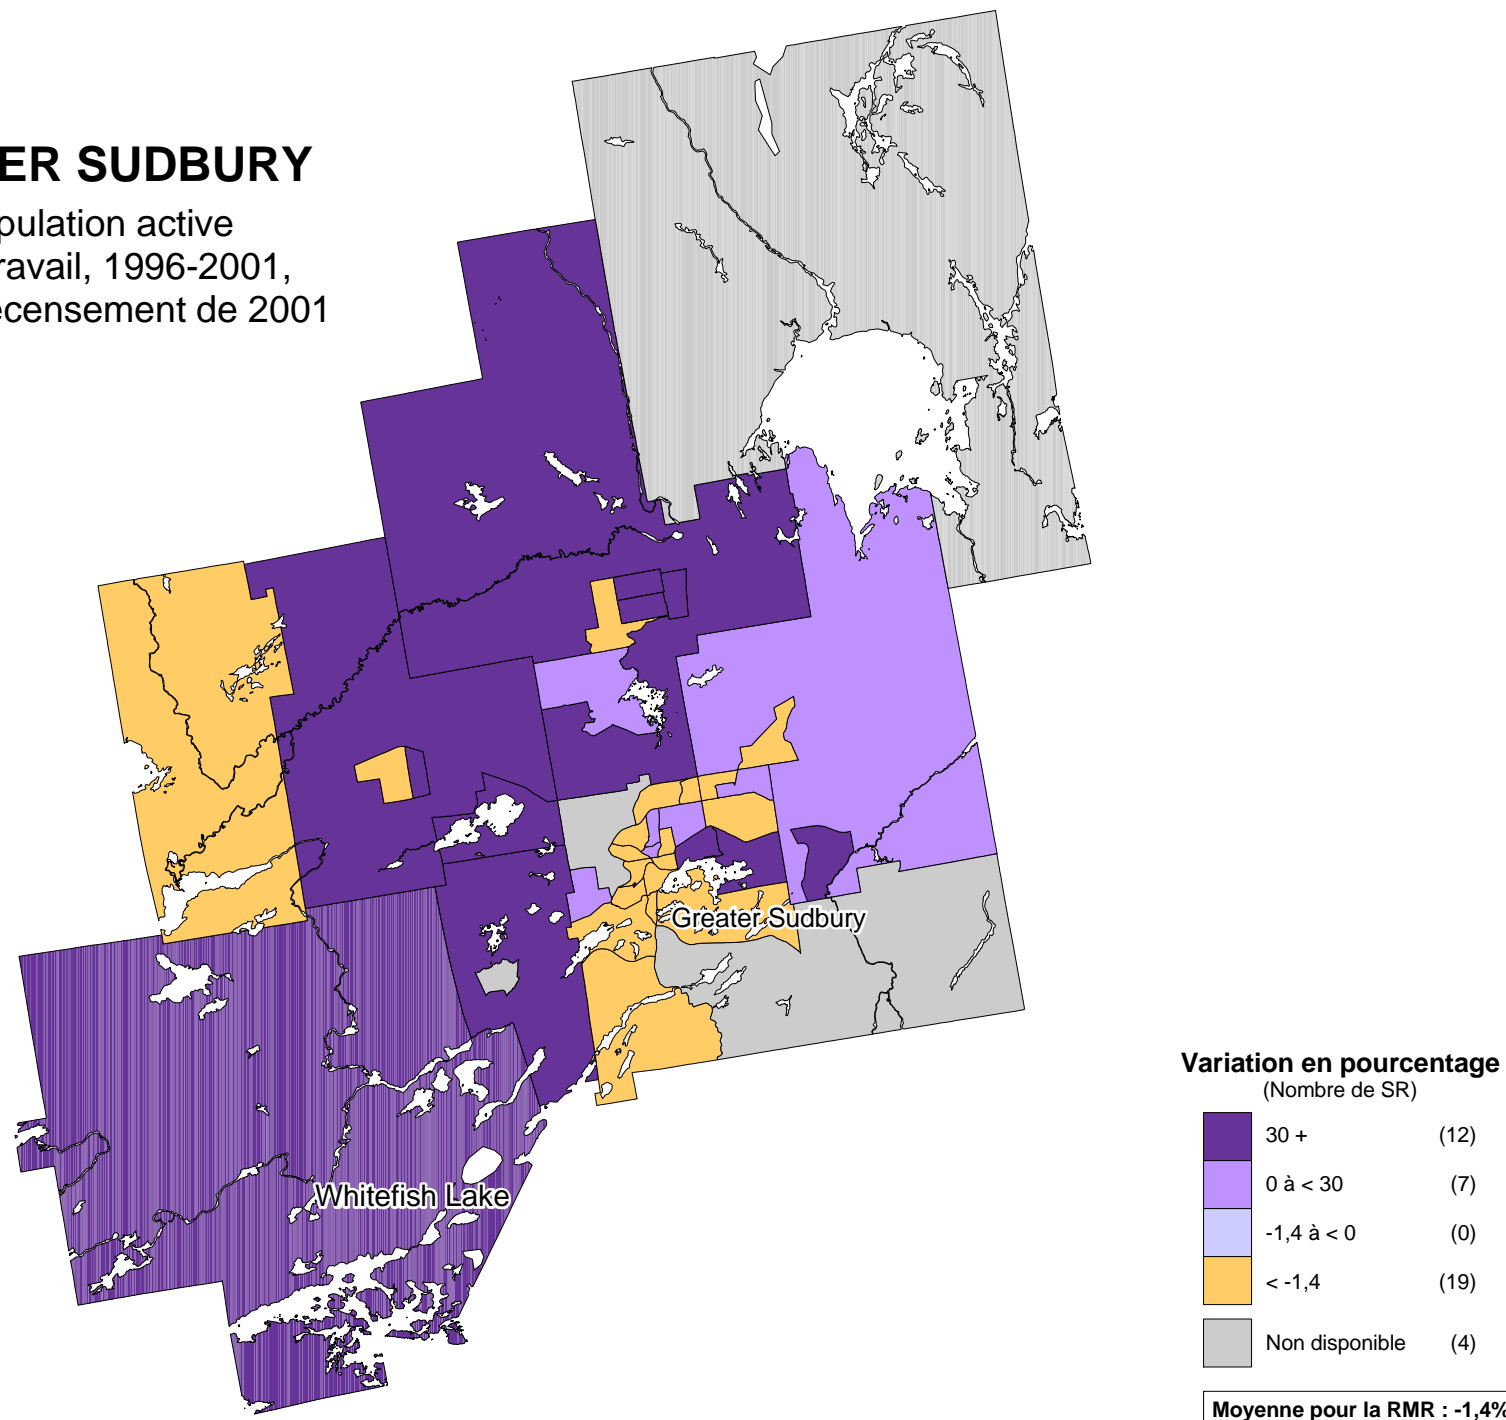 ER SUDBURY
pulation active
ravail, 1996-2001,
ecensement de 2001
Greater Sudbury
Whitefish Lake
Variation en pourcentage
(Nombre de SR)
30 + (12)
0 à < 30 (7)
-1,4 à < 0 (0)
< -1,4 (19)
Non disponible (4)
Moyenne pour la RMR : -1,4%